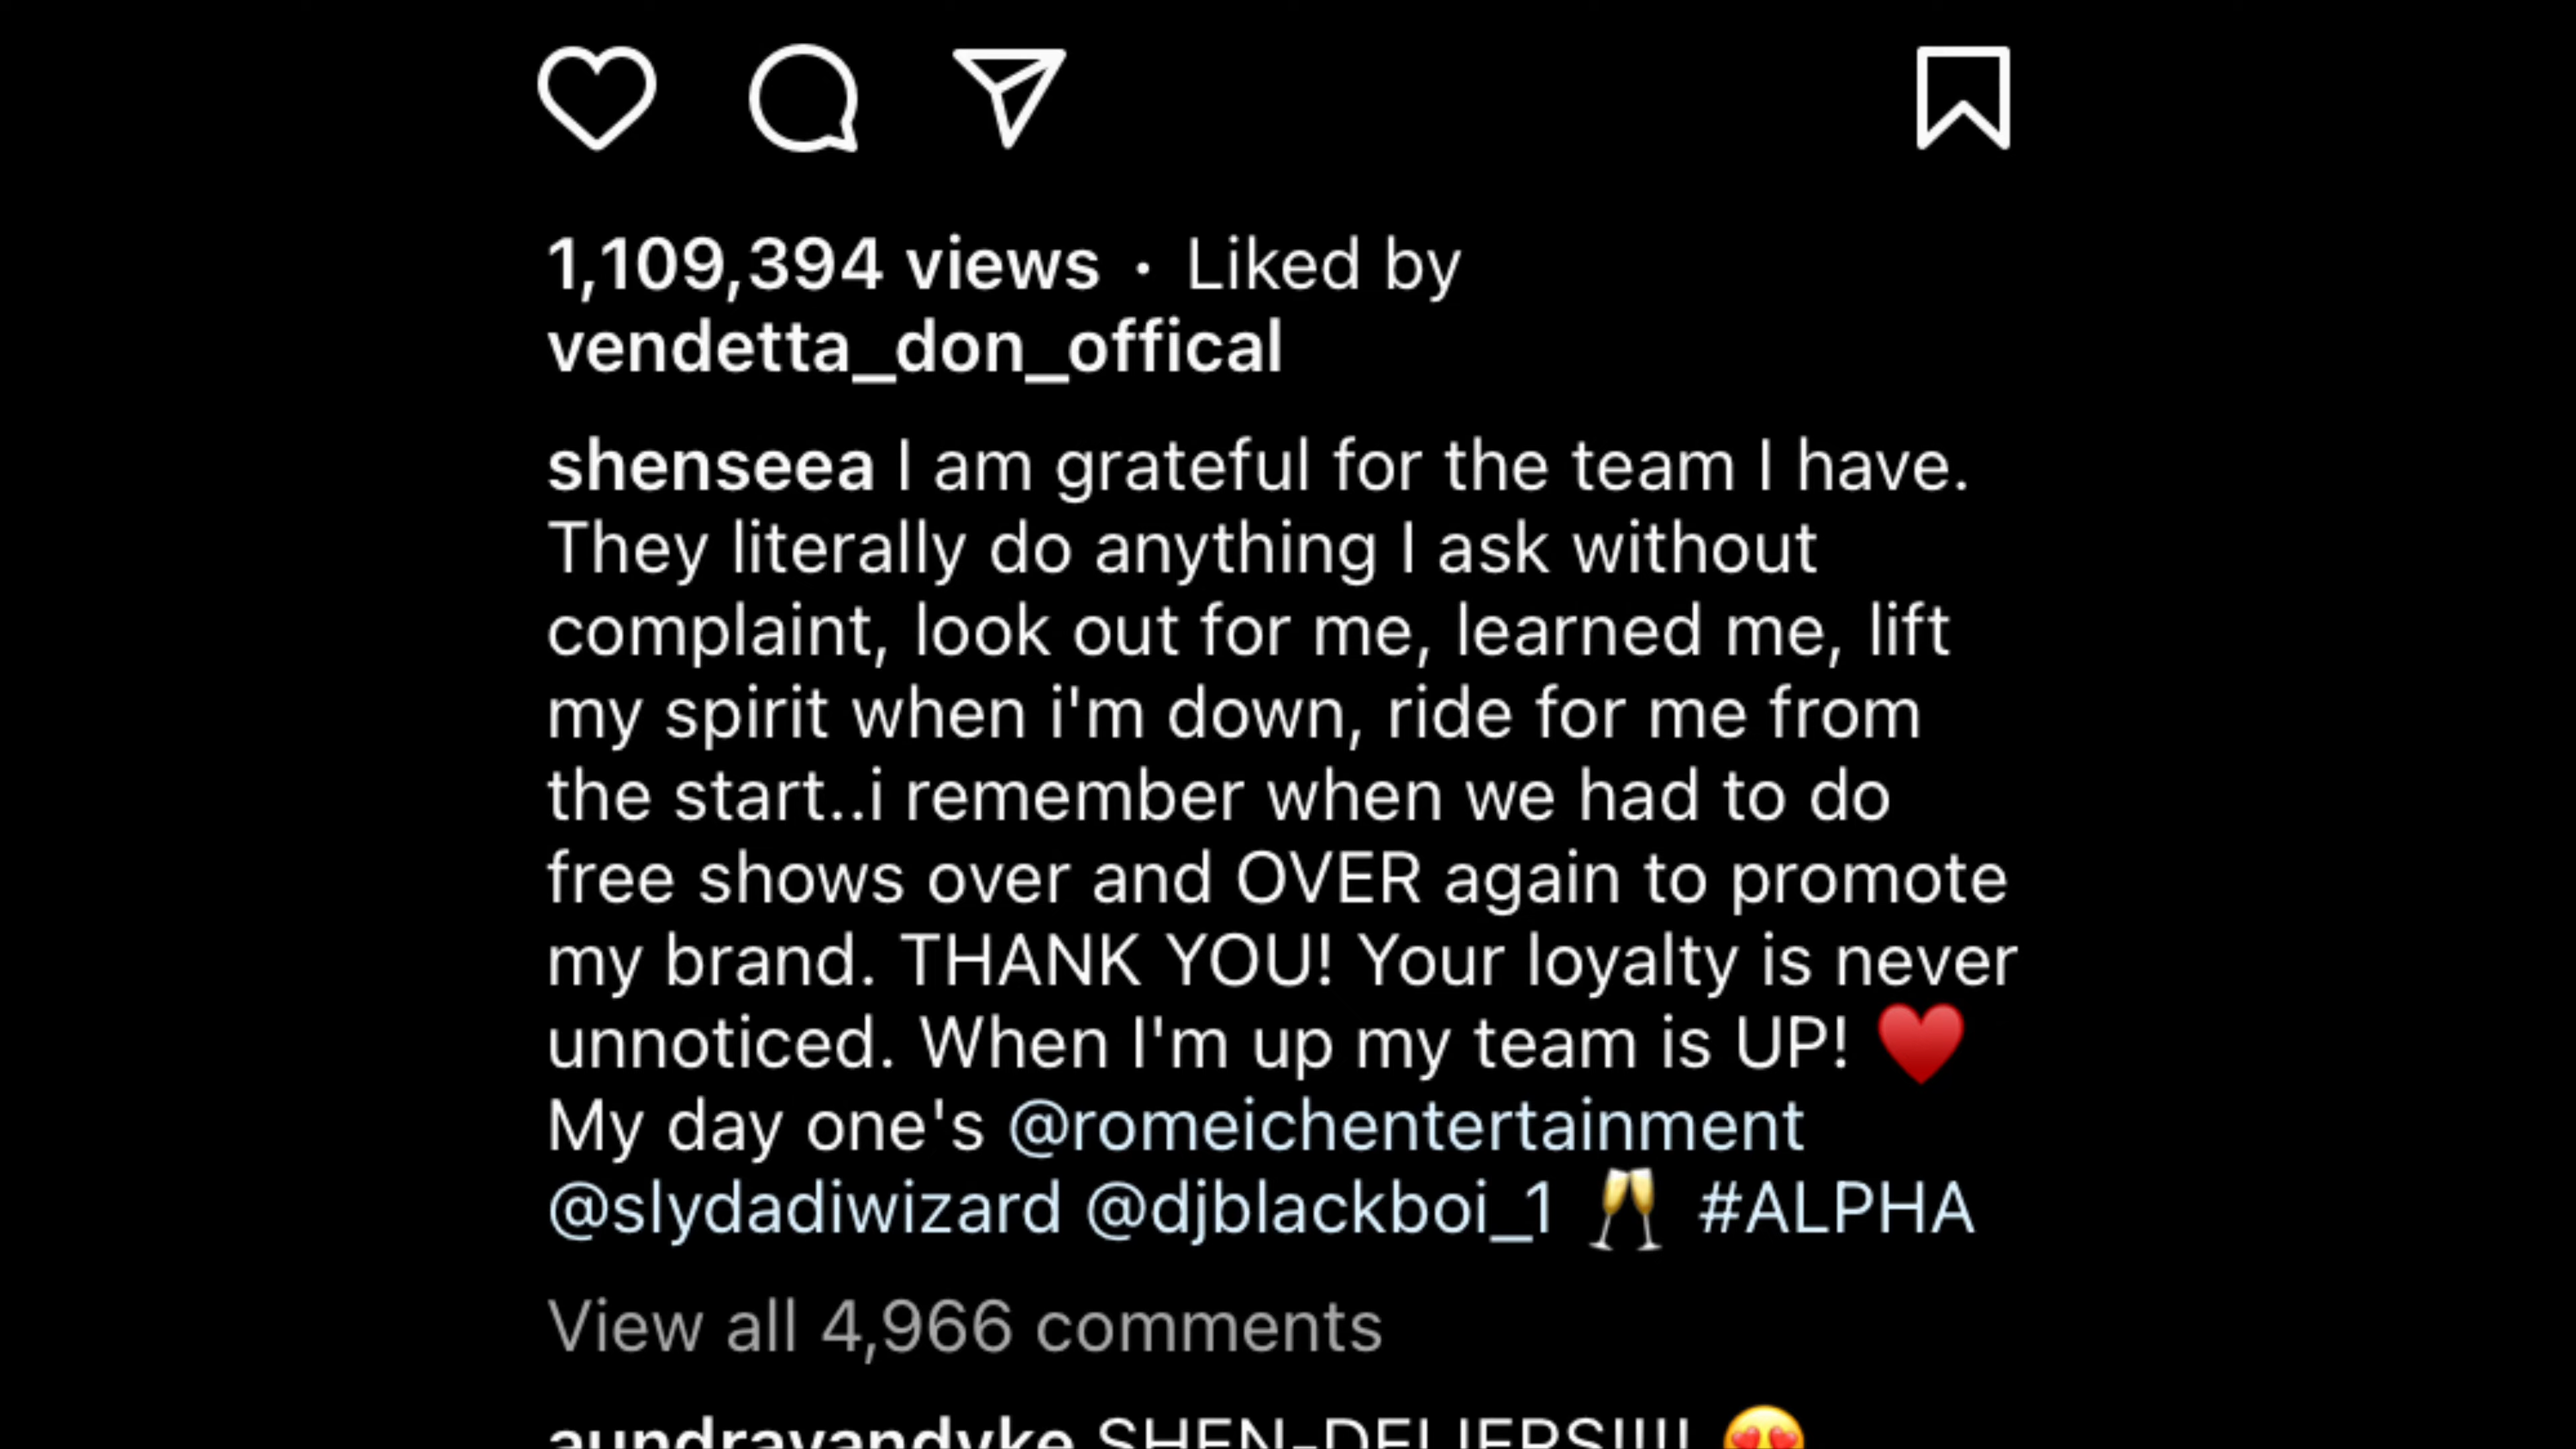 1,109,394 views · Liked by
vendetta_don_offical
shenseea I am grateful for the team I have.
They literally do anything I ask without
complaint, look out for me, learned me, lift
my spirit when i'm down, ride for me from
the start..i remember when we had to do
free shows over and OVER again to promote
my brand. THANK YOU! Your loyalty is never
unnoticed. When I'm up my team is UP! ♥️
My day one's @romeichentertainment
@slydadiwizard @djblackboi_1 🥂 #ALPHA
View all 4,966 comments
aundravandyke SHEN-DELIERS!!!!! 😍